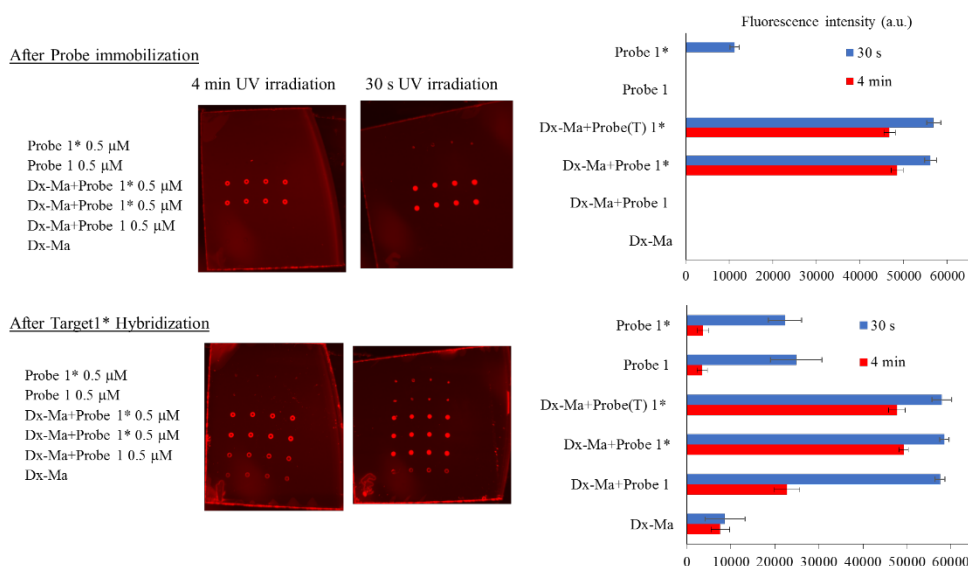 After Probe immobilization
4 min UV irradiation
30 s UV irradiation
Probe 1* 0.5 µM
Probe 1 0.5 µM
Dx-Ma+Probe 1* 0.5 µM
Dx-Ma+Probe 1* 0.5 µM
Dx-Ma+Probe 1 0.5 µM
Dx-Ma
Fluorescence intensity (a.u.)
Probe 1*
Probe 1
Dx-Ma+Probe(T) 1*
Dx-Ma+Probe 1*
Dx-Ma+Probe 1
Dx-Ma
30 s
4 min
0 10000 20000 30000 40000 50000 60000
After Target1* Hybridization
Probe 1* 0.5 µM
Probe 1 0.5 µM
Dx-Ma+Probe 1* 0.5 µM
Dx-Ma+Probe 1* 0.5 µM
Dx-Ma+Probe 1 0.5 µM
Dx-Ma
Probe 1*
Probe 1
Dx-Ma+Probe(T) 1*
Dx-Ma+Probe 1*
Dx-Ma+Probe 1
Dx-Ma
30 s
4 min
0 10000 20000 30000 40000 50000 60000